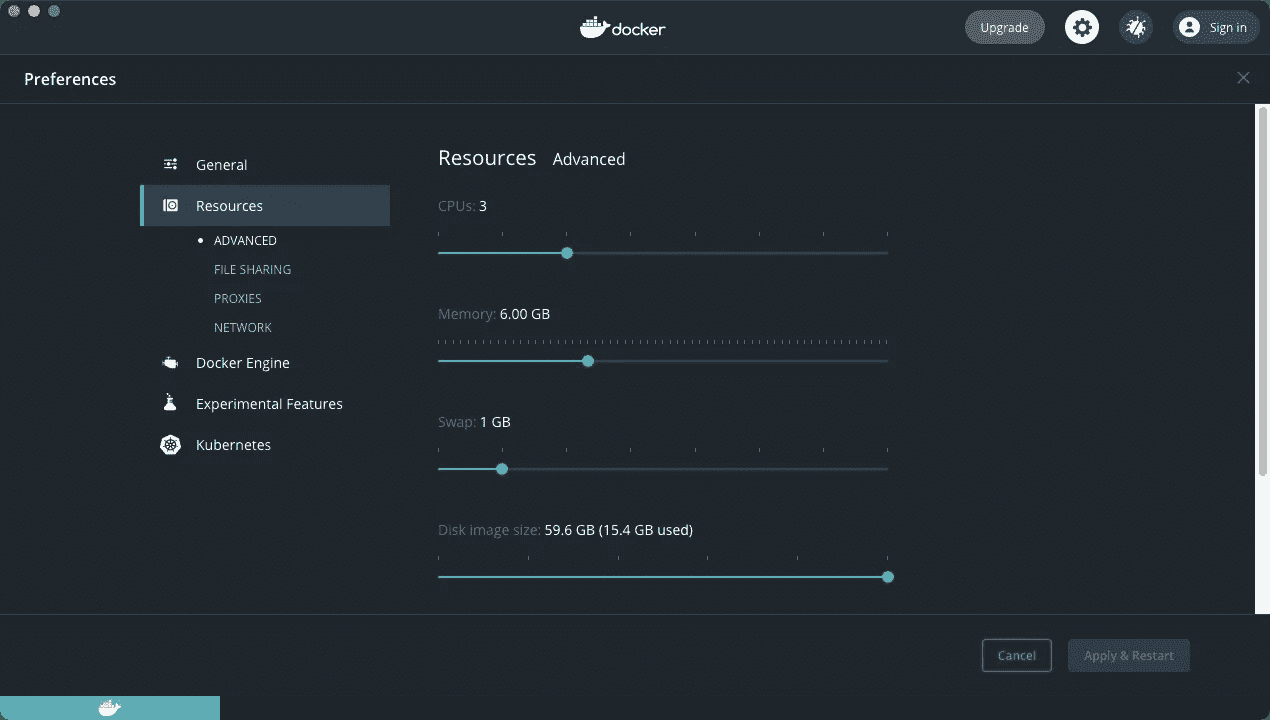 docker
Upgrade
Sign in
Preferences
General
Resources
ADVANCED
FILE SHARING
PROXIES
NETWORK
Docker Engine
Experimental Features
Kubernetes
Resources Advanced
CPUs: 3
Memory: 6.00 GB
Swap: 1 GB
Disk image size: 59.6 GB (15.4 GB used)
Cancel
Apply & Restart